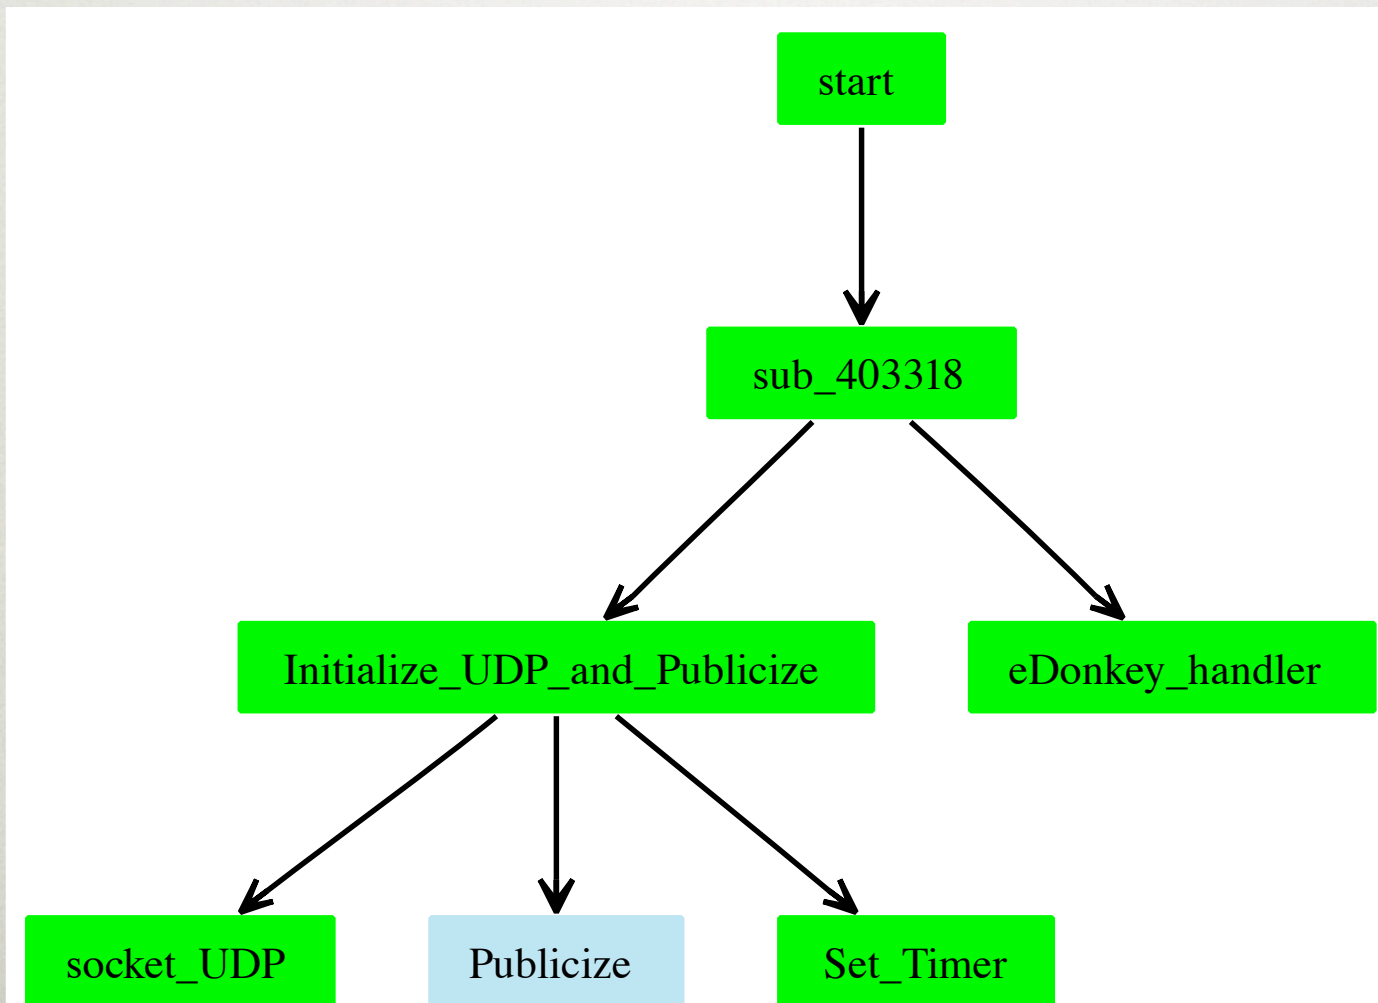 start
sub_403318
Initialize_UDP_and_Publicize
eDonkey_handler
socket_UDP
Publicize
Set_Timer